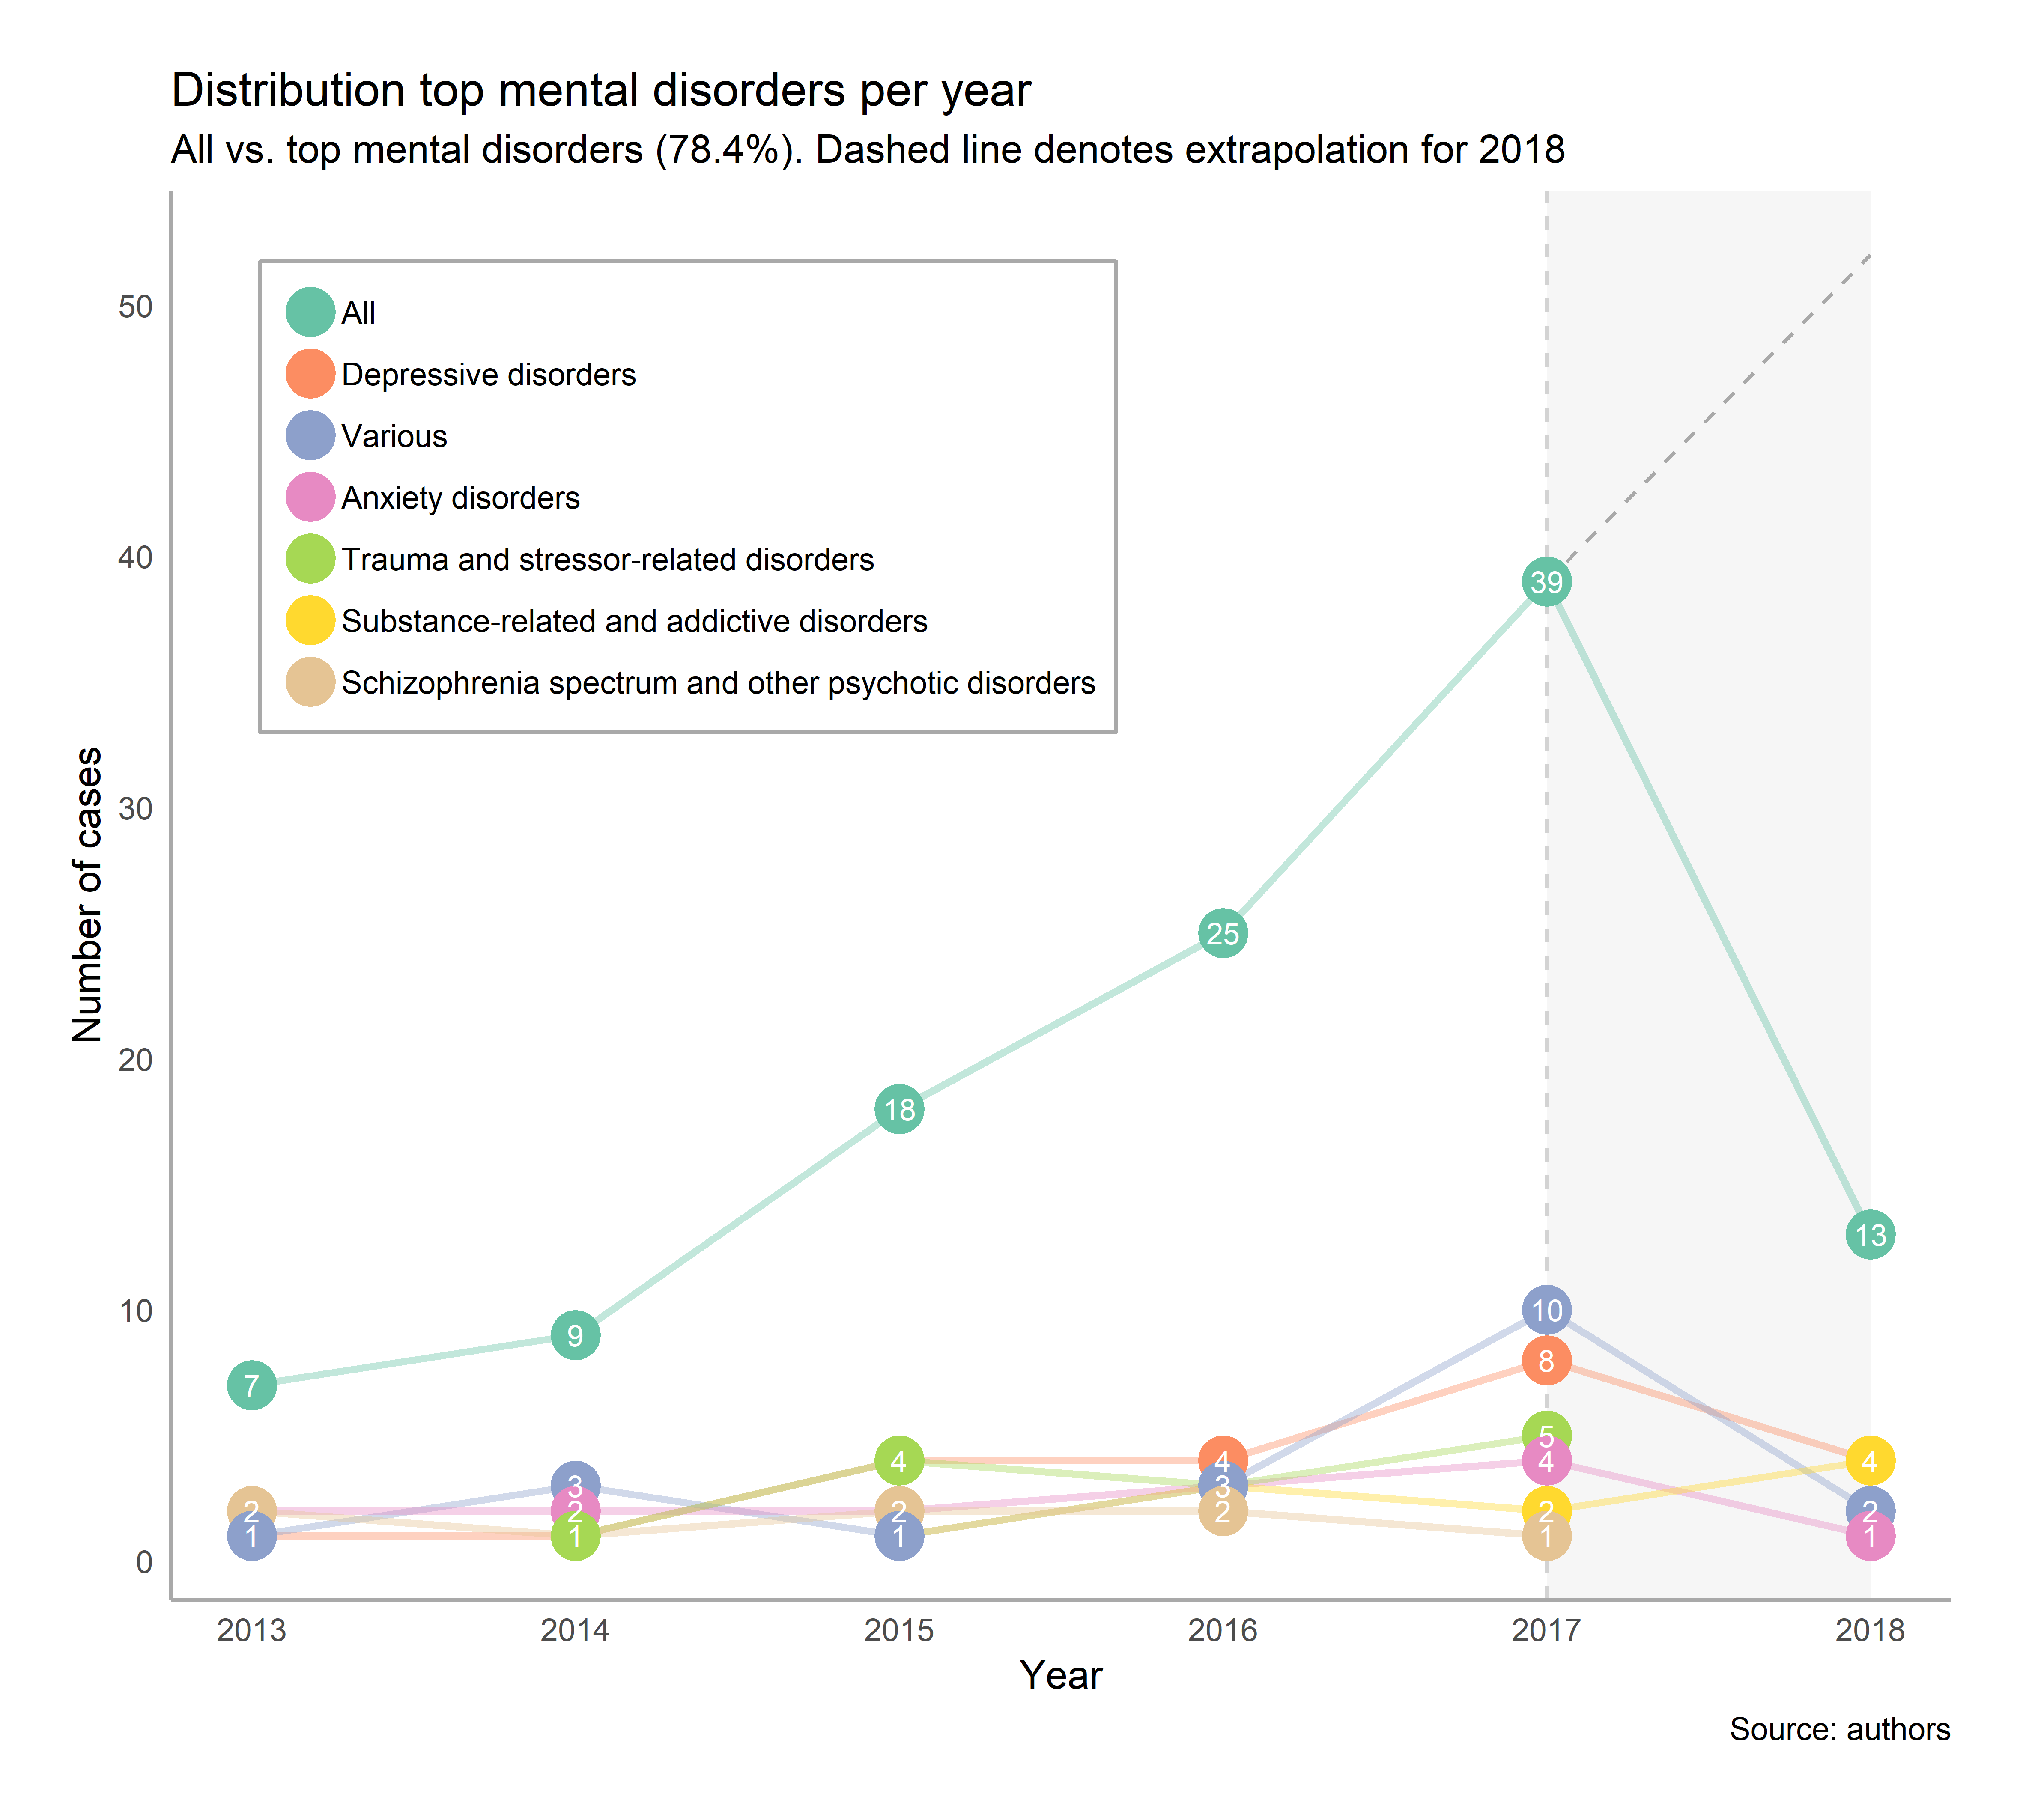 Distribution top mental disorders per year
All vs. top mental disorders (78.4%). Dashed line denotes extrapolation for 2018
All
Depressive disorders
Various
Anxiety disorders
Trauma and stressor-related disorders
Substance-related and addictive disorders
Schizophrenia spectrum and other psychotic disorders
Number of cases
50
40
30
20
10
0
7
9
18
25
39
13
2
1
3
2
1
4
2
1
4
3
2
10
8
5
4
2
1
4
2
1
2013 2014 2015 2016 2017 2018
Year
Source: authors